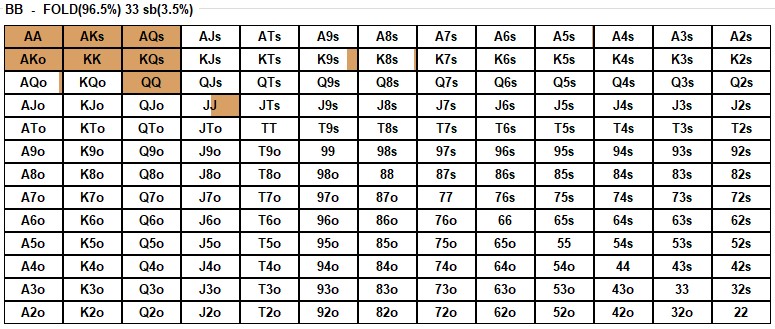 BB - FOLD(96.5%) 33 sb(3.5%)
AA AKs AQs AJs ATs A9s A8s A7s A6s A5s A4s A3s A2s
AKo KK KQs KJs KTs K9s K8s K7s K6s K5s K4s K3s K2s
AQo KQo QQ QJs QTs Q9s Q8s Q7s Q6s Q5s Q4s Q3s Q2s
AJo KJo QJo JJ JTs J9s J8s J7s J6s J5s J4s J3s J2s
ATo KTo QTo JTo TT T9s T8s T7s T6s T5s T4s T3s T2s
A9o K9o Q9o J9o T9o 99 98s 97s 96s 95s 94s 93s 92s
A8o K8o Q8o J8o T8o 98o 88 87s 86s 85s 84s 83s 82s
A7o K7o Q7o J7o T7o 97o 87o 77 76s 75s 74s 73s 72s
A6o K6o Q6o J6o T6o 96o 86o 76o 66 65s 64s 63s 62s
A5o K5o Q5o J5o T5o 95o 85o 75o 65o 55 54s 53s 52s
A4o K4o Q4o J4o T4o 94o 84o 74o 64o 54o 44 43s 42s
A3o K3o Q3o J3o T3o 93o 83o 73o 63o 53o 43o 33 32s
A2o K2o Q2o J2o T2o 92o 82o 72o 62o 52o 42o 32o 22